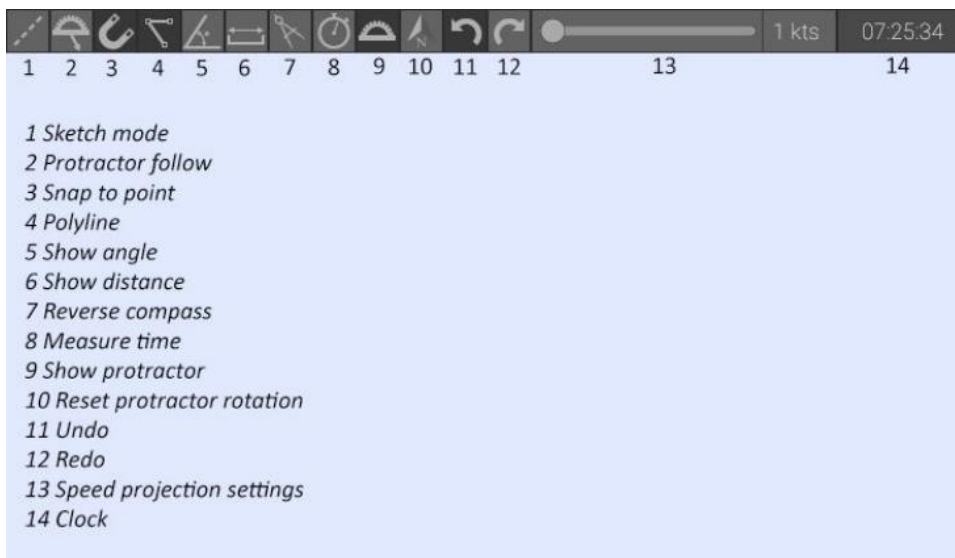 N
1 kts 07:25:34
1 2 3 4 5 6 7 8 9 10 11 12 13 14
1 Sketch mode
2 Protractor follow
3 Snap to point
4 Polyline
5 Show angle
6 Show distance
7 Reverse compass
8 Measure time
9 Show protractor
10 Reset protractor rotation
11 Undo
12 Redo
13 Speed projection settings
14 Clock